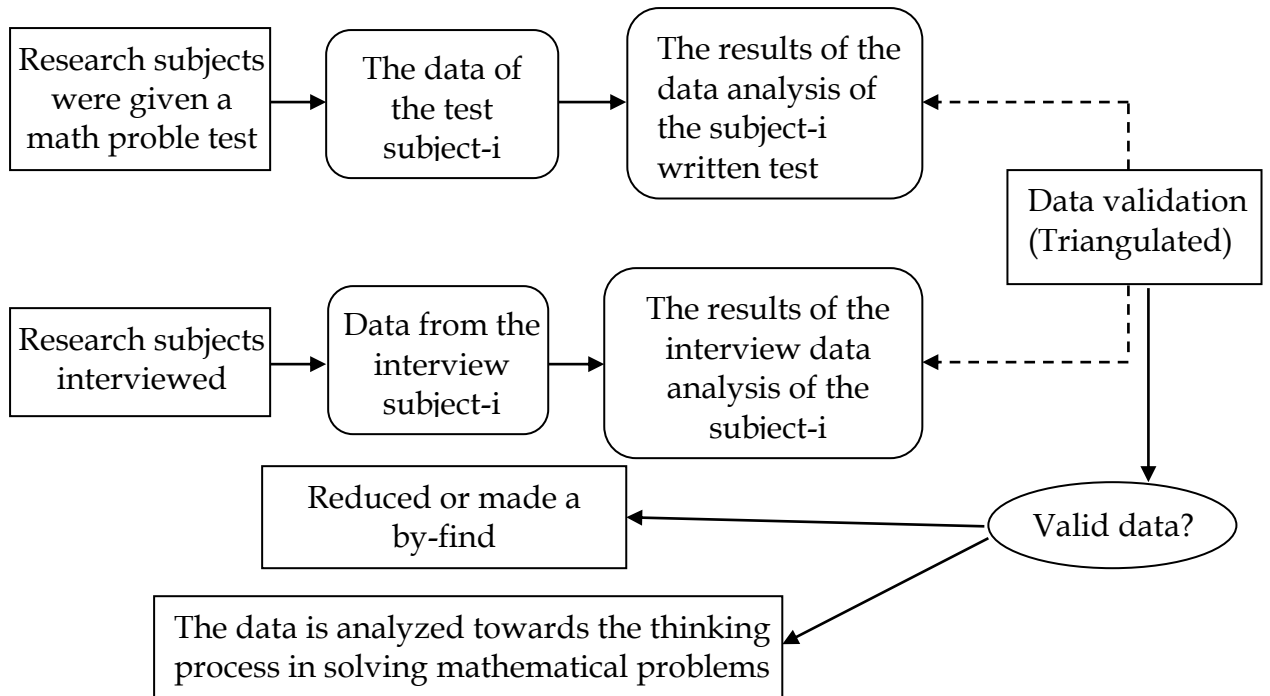 Research subjects
were given a
math proble test
The data of
the test
subject-i
The results of the
data analysis of
the subject-i
written test
Data validation
(Triangulated)
Research subjects
interviewed
Data from the
interview
subject-i
The results of the
interview data
analysis of the
subject-i
Reduced or made a
by-find
Valid data?
The data is analyzed towards the thinking
process in solving mathematical problems